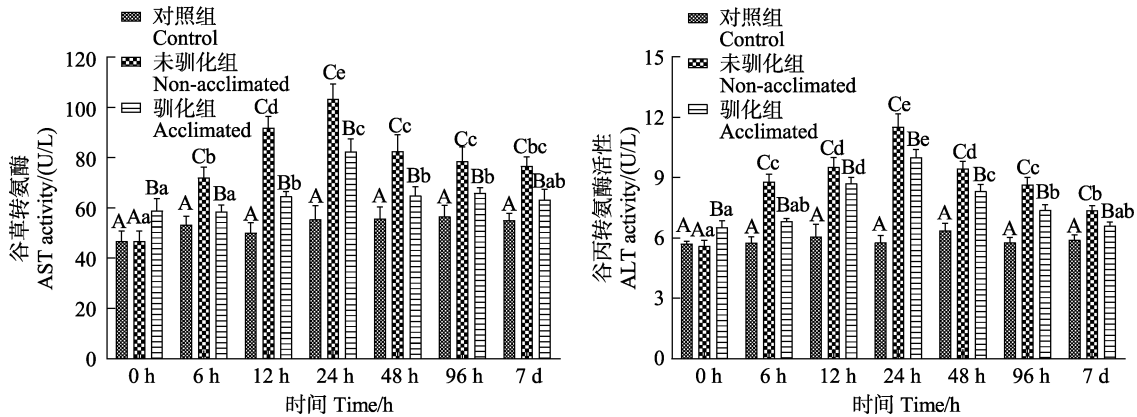 对照组
Control
未驯化组
Non-acclimated
驯化组
Acclimated
谷草转氨酶
AST activity/(U/L)
120
100
80
60
40
20
0
A Aa Ba
A Cb Ba
A Cd Bb
A Ce Bc
A Cc Bb
A Cc Bb
A Cbc Bab
0 h 6 h 12 h 24 h 48 h 96 h 7 d
时间 Time/h
对照组
Control
未驯化组
Non-acclimated
驯化组
Acclimated
谷丙转氨酶活性
ALT activity/(U/L)
15
12
9
6
3
0
A Aa Ba
A Cc Bab
A Cd Bd
A Ce Be
A Cd Bc
A Cc Bb
A Cb Bab
0 h 6 h 12 h 24 h 48 h 96 h 7 d
时间 Time/h